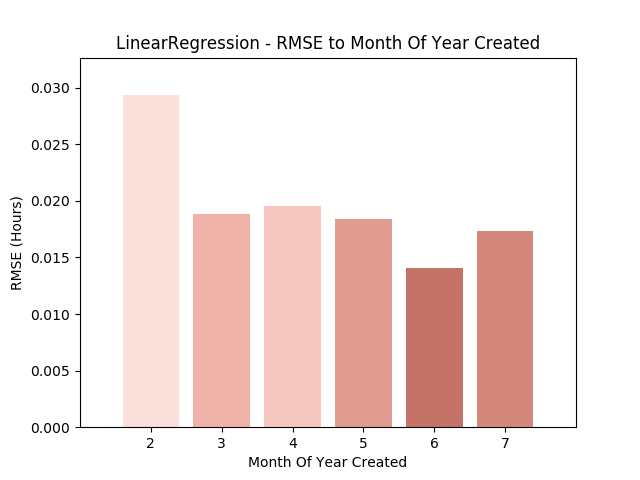 LinearRegression - RMSE to Month Of Year Created
RMSE (Hours)
0.030
0.025
0.020
0.015
0.010
0.005
0.000
2 3 4 5 6 7
Month Of Year Created